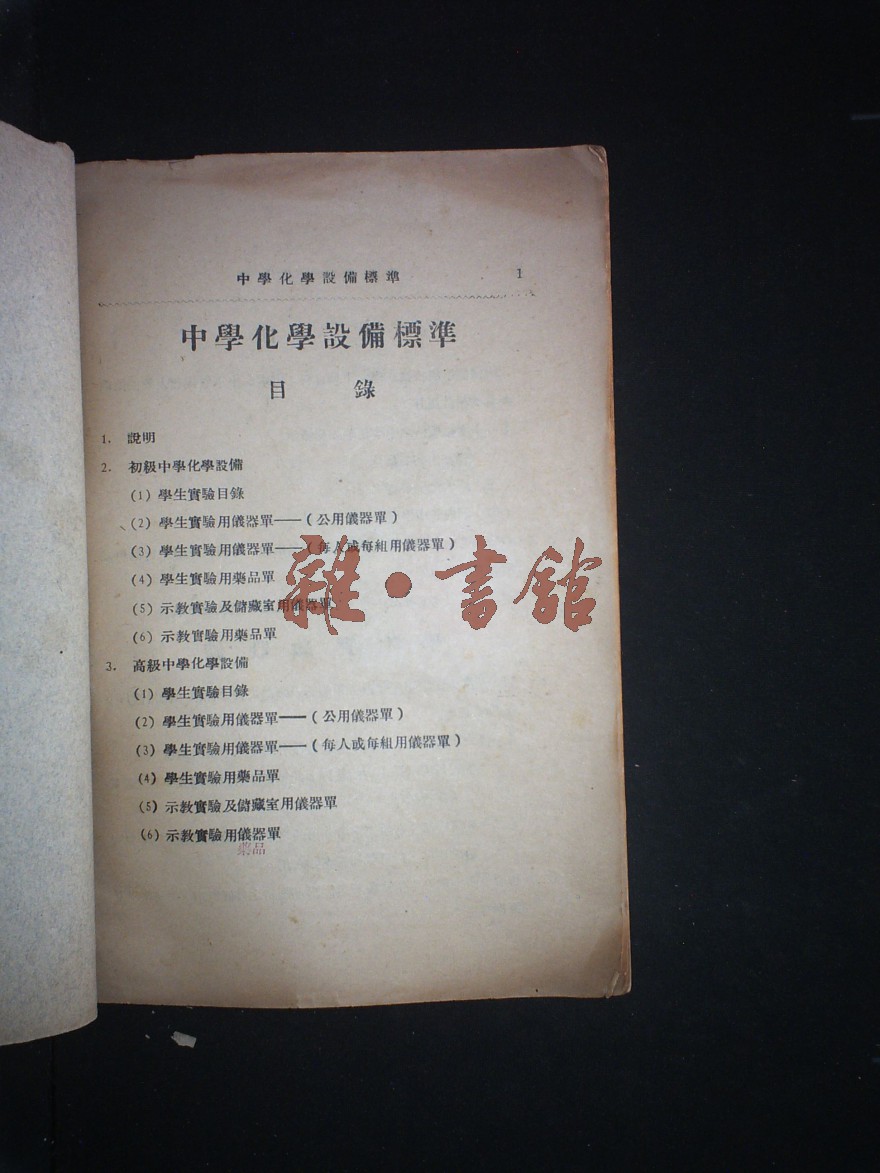 中學化學設備標準 1
中學化學設備標準
目錄
1. 說明
2. 初級中學化學設備
(1) 學生實驗目錄
(2) 學生實驗用儀器單——(公用儀器單)
(3) 學生實驗用儀器單——(每人或每組用儀器單)
(4) 學生實驗用藥品單
(5) 示教實驗及儲藏室用儀器單
(6) 示教實驗用藥品單
3. 高級中學化學設備
(1) 學生實驗目錄
(2) 學生實驗用儀器單——(公用儀器單)
(3) 學生實驗用儀器單——(每人或每組用儀器單)
(4) 學生實驗用藥品單
(5) 示教實驗及儲藏室用儀器單
(6) 示教實驗用儀器單
藥品
雜·書館